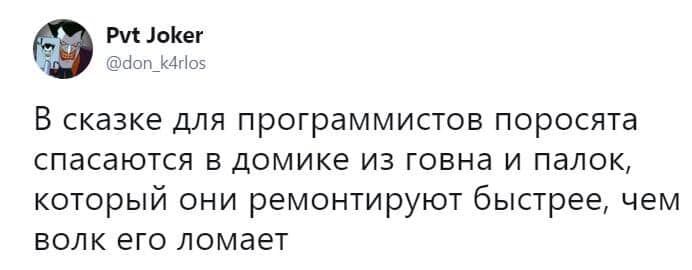 Pvt Joker
@don_k4rlos
В сказке для программистов поросята
спасаются в домике из говна и палок,
который они ремонтируют быстрее, чем
волк его ломает